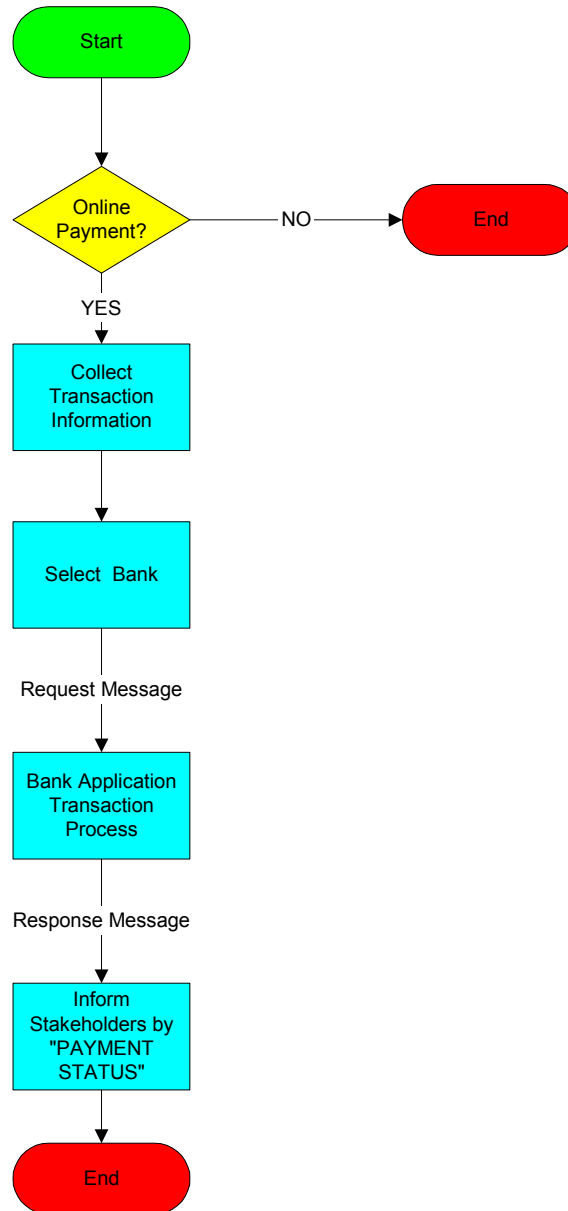 Start
Online
Payment?
NO
End
YES
Collect
Transaction
Information
Select  Bank
Request Message
Bank Application
Transaction
Process
Response Message
Inform
Stakeholders by
"PAYMENT
STATUS"
End